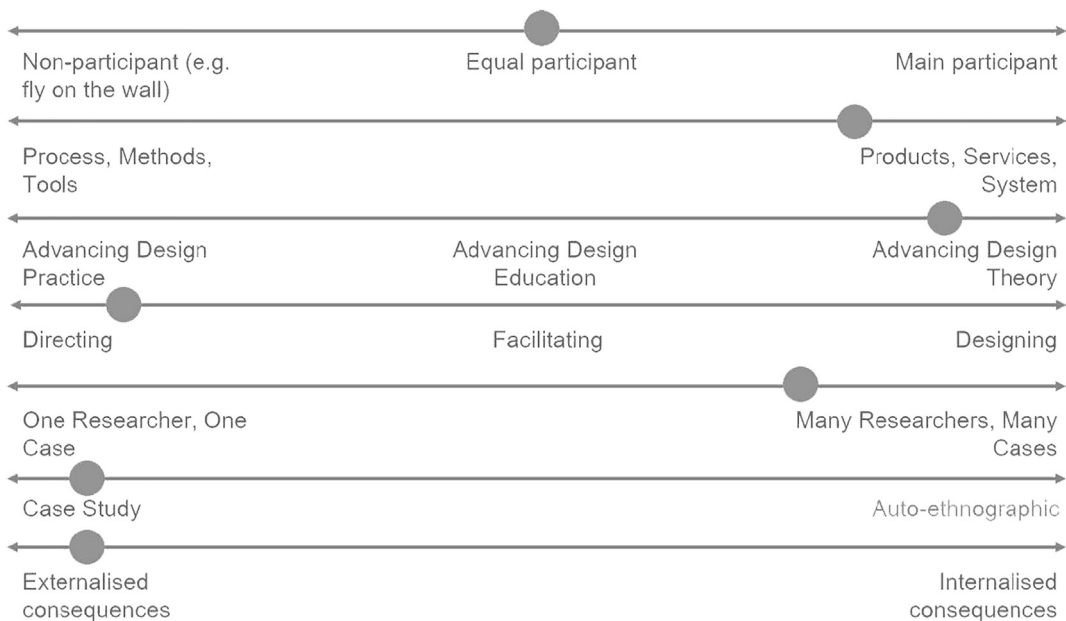 Non-participant (e.g.
fly on the wall)
Equal participant
Main participant
Process, Methods,
Tools
Products, Services,
System
Advancing Design
Practice
Advancing Design
Education
Advancing Design
Theory
Directing
Facilitating
Designing
One Researcher, One
Case
Many Researchers, Many
Cases
Case Study
Auto-ethnographic
Externalised
consequences
Internalised
consequences